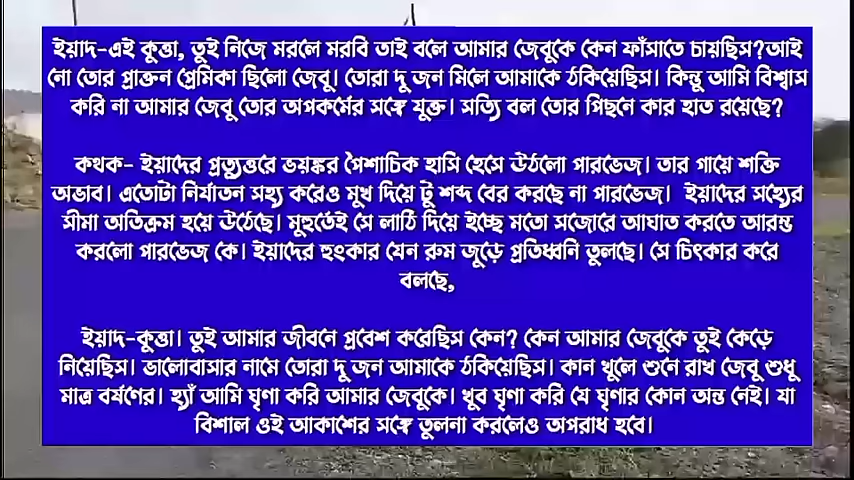 ইয়াদ-এই কুত্তা, তুই নিজে মরলে মরবি তাই বলে আমার জেবুকে কেন ফাঁসাতে চায়ছিস?আই
নো তোর প্রাক্তন প্রেমিকা ছিলো জেবু। তোরা দু জন মিলে আমাকে ঠকিয়েছিস। কিন্তু আমি বিশ্বাস
করি না আমার জেবু তোর অপকর্মের সঙ্গে যুক্ত। সত্যি বল তোর পিছনে কার হাত রয়েছে?
কথক- ইয়াদের প্রত্যুত্তরে ভয়ঙ্কর পৈশাচিক হাসি হেসে উঠলো পারভেজ। তার গায়ে শক্তি
অভাব। এতোটা নির্যাতন সহ্য করেও মুখ দিয়ে টু শব্দ বের করছে না পারভেজ। ইয়াদের সহ্যের
সীমা অতিক্রম হয়ে উঠেছে। মুহুর্তেই সে লাঠি দিয়ে ইচ্ছে মতো সজোরে আঘাত করতে আরম্ভ
করলো পারভেজ কে। ইয়াদের হুংকার যেন রুম জুড়ে প্রতিধ্বনি তুলছে। সে চিৎকার করে
বলছে,
ইয়াদ-কুত্তা। তুই আমার জীবনে প্রবেশ করেছিস কেন? কেন আমার জেবুকে তুই কেড়ে
নিয়েছিস। ভালোবাসার নামে তোরা দু জন আমাকে ঠকিয়েছিস। কান খুলে শুনে রাখ জেবু শুধু
মাত্র বর্ষণের। হ্যাঁ আমি ঘৃণা করি আমার জেবুকে। খুব ঘৃণা করি যে ঘৃণার কোন অন্ত নেই। যা
বিশাল ওই আকাশের সঙ্গে তুলনা করলেও অপরাধ হবে।